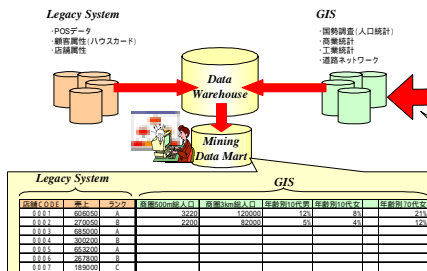 Legacy System
・POSデータ
・顧客属性(ハウスカード)
・店舗属性
GIS
・国勢調査(人口統計)
・商業統計
・工業統計
・道路ネットワーク
Data
Warehouse
Mining
Data Mart
Legacy System
GIS
店舗CODE 売上 ランク 商圏500m総人口 商圏3km総人口 年齢別10代男 年齢別10代女 年齢別70代女
0001 606050 A 3220 120000 12% 8% 21%
0002 270050 B 2200 82000 5% 4% 12%
0003 685000 A
0004 300200 B
0005 653200 A
0006 267800 B
0007 189000 C